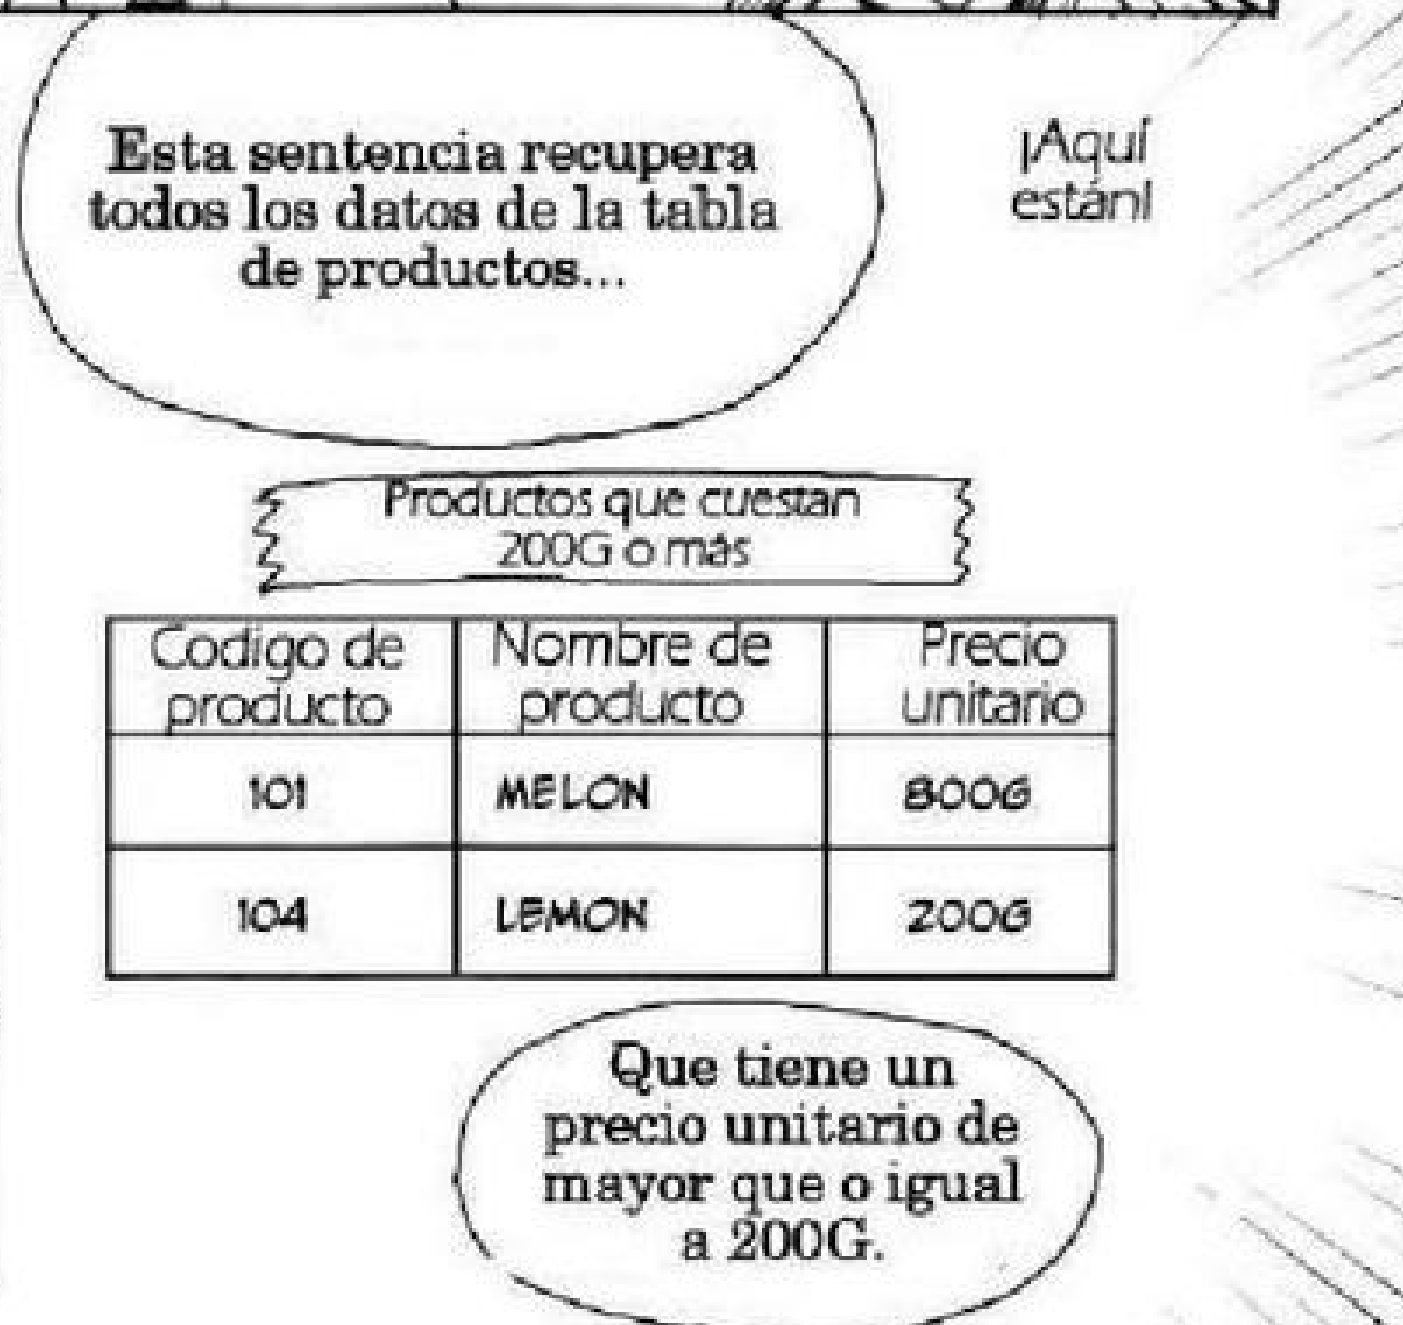 Esta sentencia recupera
todos los datos de la tabla
de productos...
¡Aquí
están!
Productos que cuestan
200G o más
Codigo de
producto
Nombre de
producto
Precio
unitario
101 MELON 800G
104 LEMON 200G
Que tiene un
precio unitario de
mayor que o igual
a 200G.